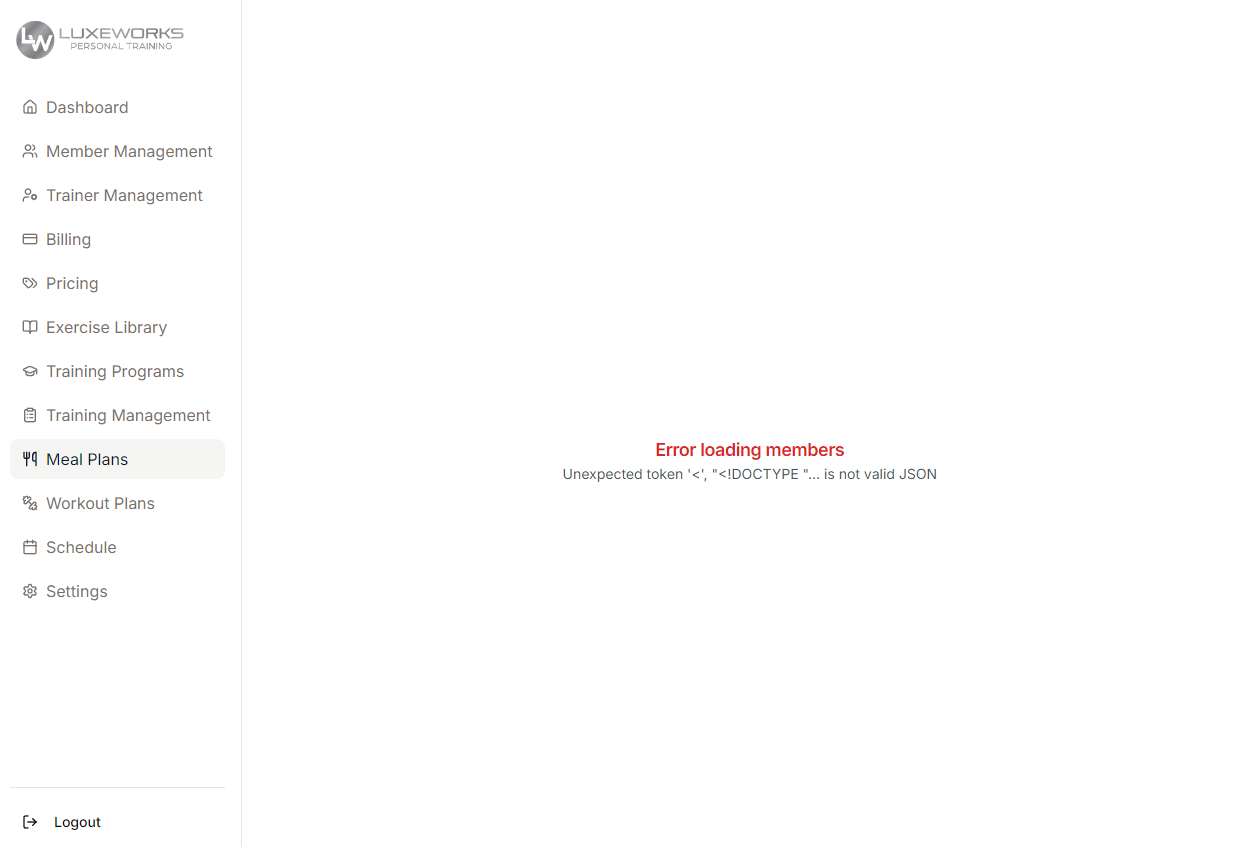 LW
LUXEWORKS
PERSONAL TRAINING
Dashboard
Member Management
Trainer Management
Billing
Pricing
Exercise Library
Training Programs
Training Management
Meal Plans
Workout Plans
Schedule
Settings
Logout
Error loading members
Unexpected token '<', "<!DOCTYPE "... is not valid JSON